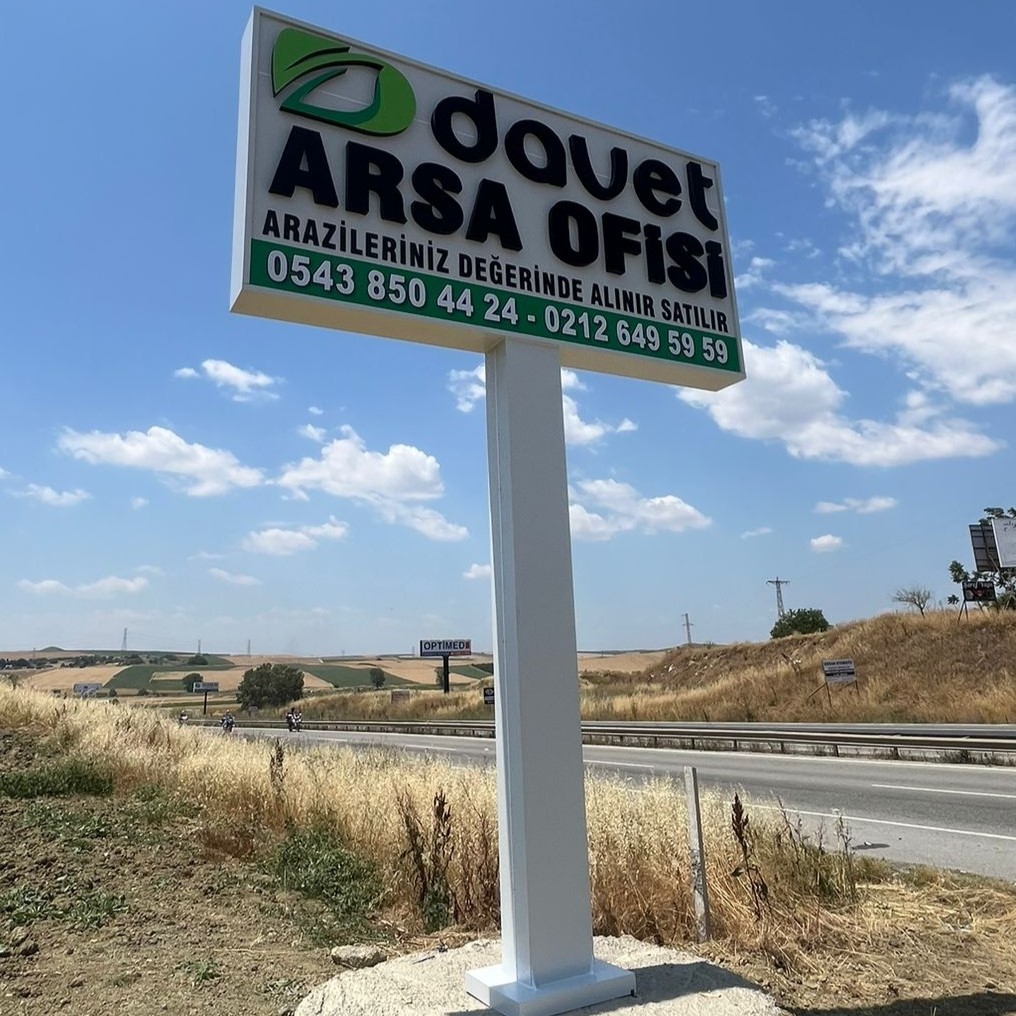 davet
ARSA OFİSİ
ARAZİLERİNİZ DEĞERİNDE ALINIR SATILIR
0543 850 44 24 - 0212 649 59 59
OPTIMED